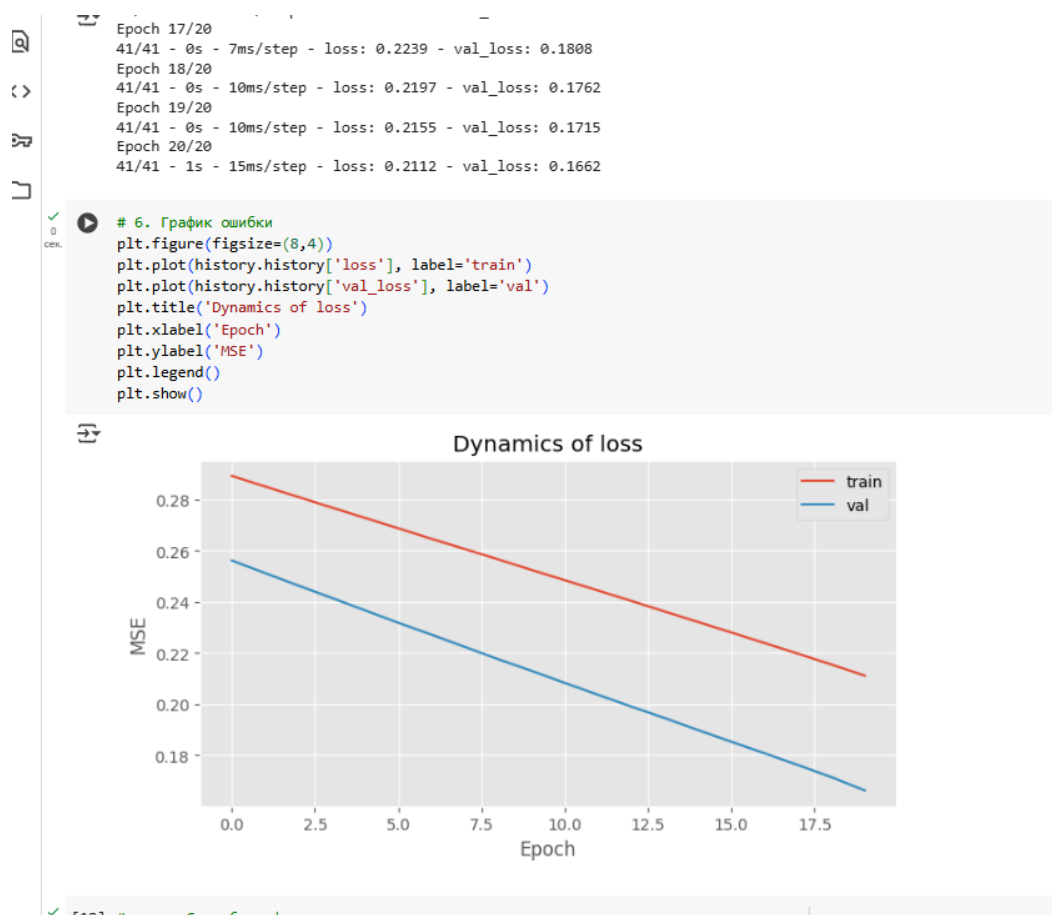 Epoch 17/20
41/41 - 0s - 7ms/step - loss: 0.2239 - val_loss: 0.1808
Epoch 18/20
41/41 - 0s - 10ms/step - loss: 0.2197 - val_loss: 0.1762
Epoch 19/20
41/41 - 0s - 10ms/step - loss: 0.2155 - val_loss: 0.1715
Epoch 20/20
41/41 - 1s - 15ms/step - loss: 0.2112 - val_loss: 0.1662
0
сек.
# 6. График ошибки
plt.figure(figsize=(8,4))
plt.plot(history.history['loss'], label='train')
plt.plot(history.history['val_loss'], label='val')
plt.title('Dynamics of loss')
plt.xlabel('Epoch')
plt.ylabel('MSE')
plt.legend()
plt.show()
Dynamics of loss
train
val
0.28
0.26
0.24
0.22
0.20
0.18
MSE
0.0 2.5 5.0 7.5 10.0 12.5 15.0 17.5
Epoch